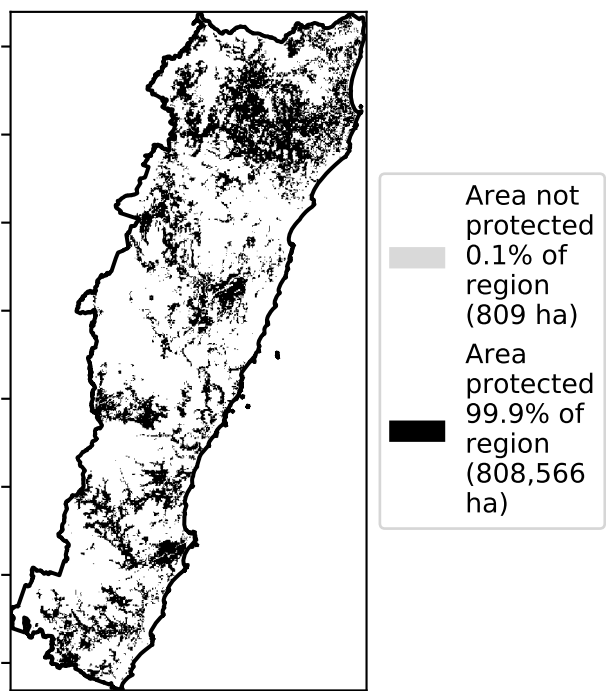 Area not
protected
0.1% of
region
(809 ha)
Area
protected
99.9% of
region
(808,566
ha)